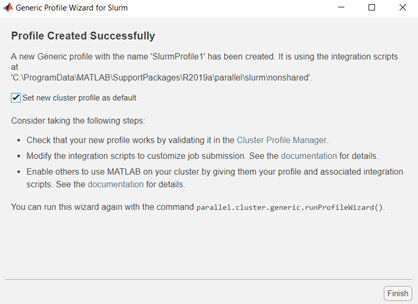 Generic Profile Wizard for Slurm
Profile Created Successfully
A new Generic profile with the name 'SlurmProfile1' has been created. It is using the integration scripts
at
'C:\ProgramData\MATLAB\SupportPackages\R2019a\parallel\slurm\nonshared'.
Set new cluster profile as default
Consider taking the following steps:
• Check that your new profile works by validating it in the Cluster Profile Manager.
• Modify the integration scripts to customize job submission. See the documentation for details.
• Enable others to use MATLAB on your cluster by giving them your profile and associated integration
scripts. See the documentation for details.
You can run this wizard again with the command parallel.cluster.generic.runProfileWizard().
Finish